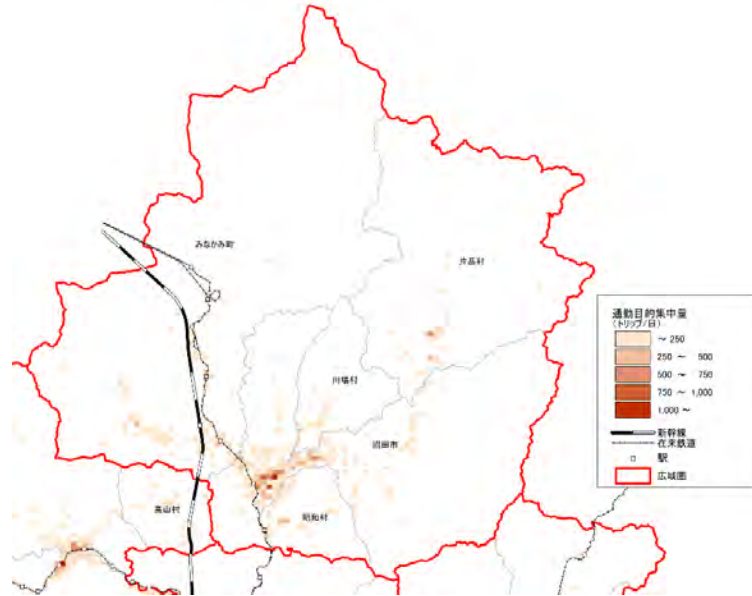 みなかみ町
片品村
川場村
沼田市
高山村
昭和村
通勤目的集中量
(トリップ/日)
～ 250
250 ～ 500
500 ～ 750
750 ～ 1,000
1,000 ～
新幹線
在来鉄道
駅
広域圏